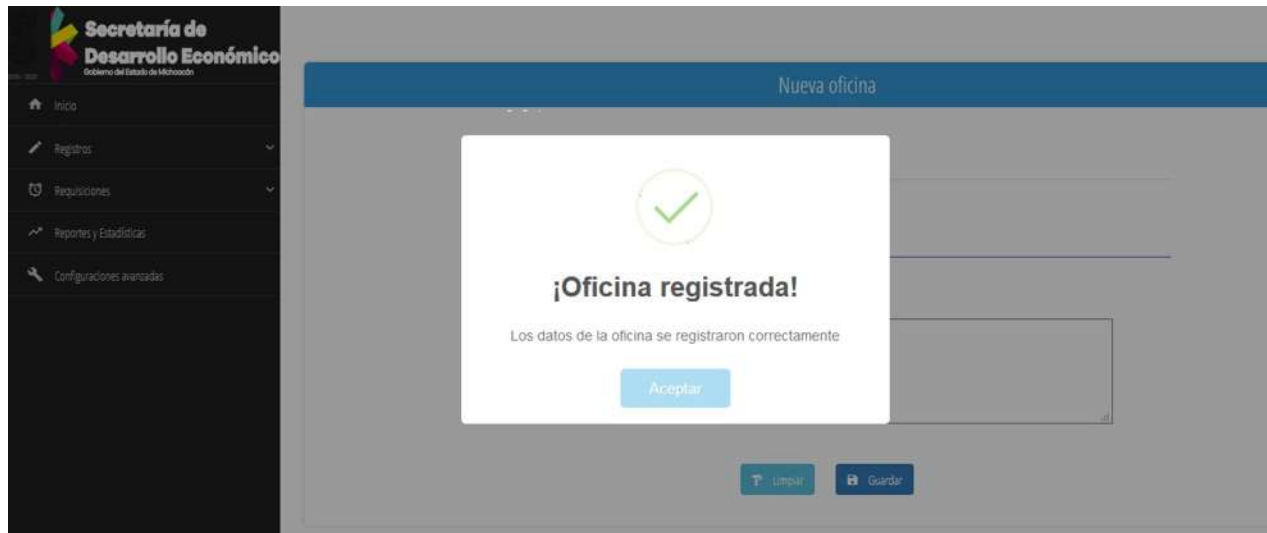 Secretaría de
Desarrollo Económico
Gobierno del Estado de Michoacán
Inicio
Registros
Requisiciones
Reportes y Estadísticas
Configuraciones avanzadas
Nueva oficina
¡Oficina registrada!
Los datos de la oficina se registraron correctamente
Aceptar
Limpiar
Guardar